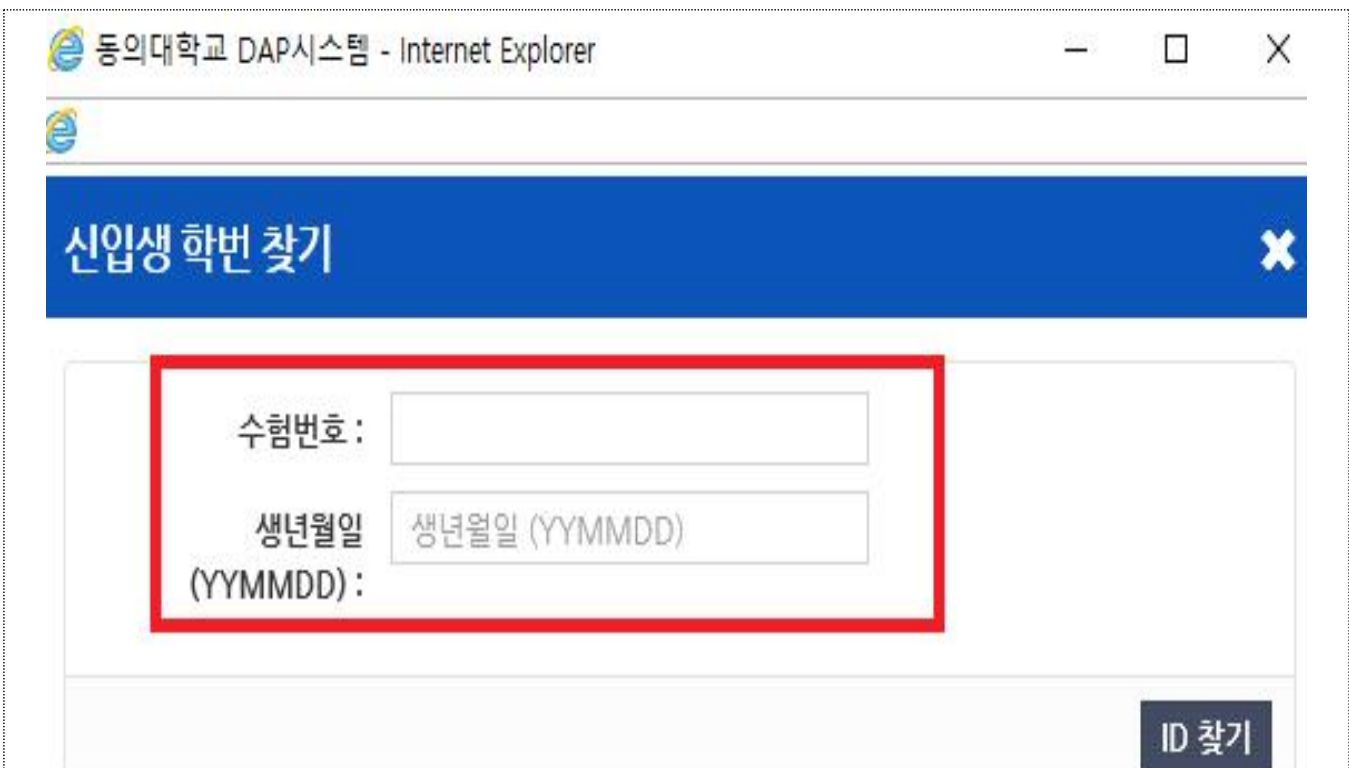 동의대학교 DAP시스템 - Internet Explorer
신입생 학번 찾기
수험번호 :
생년월일 (YYMMDD) :
생년월일 (YYMMDD)
ID 찾기